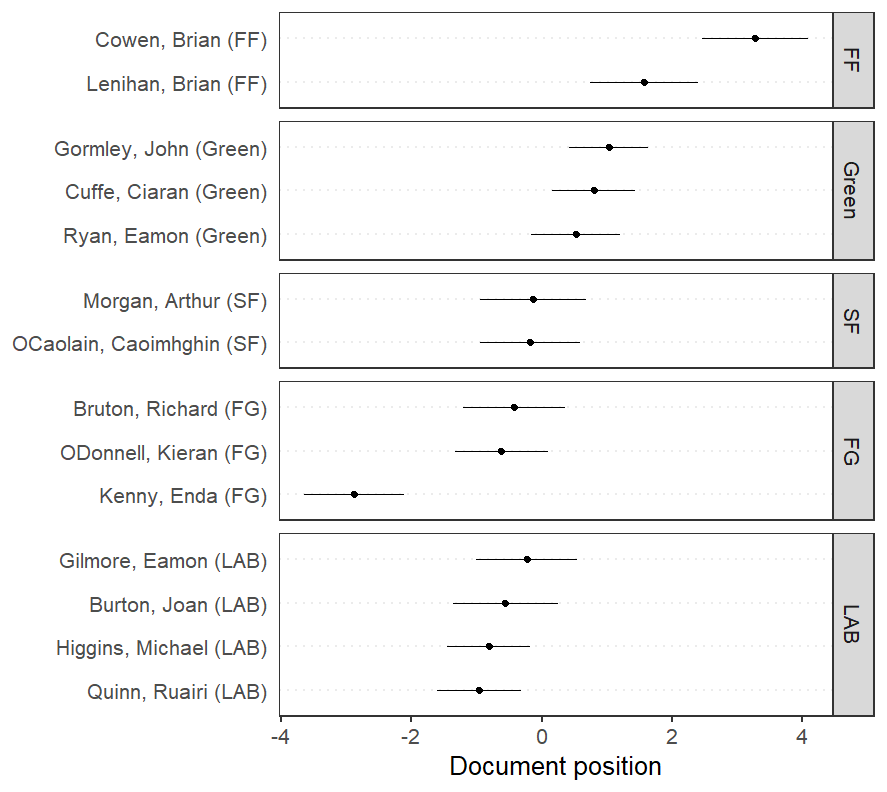 Cowen, Brian (FF)
Lenihan, Brian (FF)
FF
Gormley, John (Green)
Cuffe, Ciaran (Green)
Ryan, Eamon (Green)
Green
Morgan, Arthur (SF)
OCaolain, Caoimhghin (SF)
SF
Bruton, Richard (FG)
ODonnell, Kieran (FG)
Kenny, Enda (FG)
FG
Gilmore, Eamon (LAB)
Burton, Joan (LAB)
Higgins, Michael (LAB)
Quinn, Ruairi (LAB)
LAB
-4 -2 0 2 4
Document position